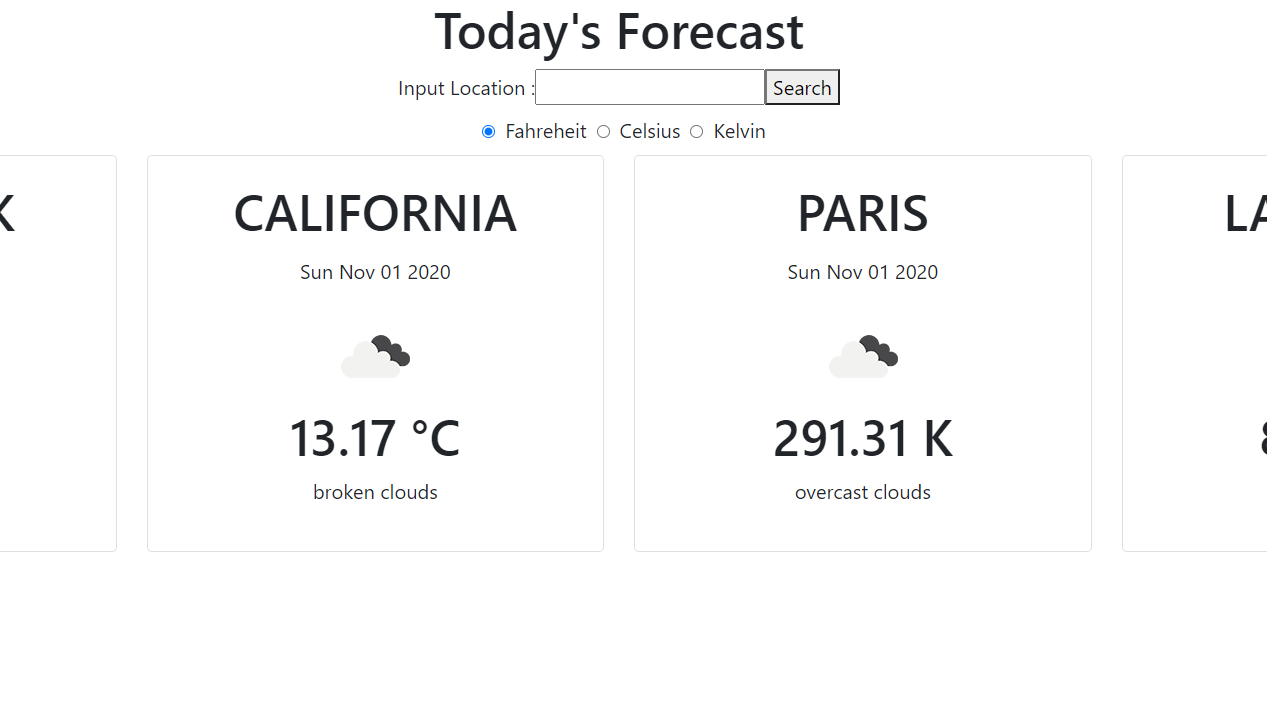 Today's Forecast
Input Location : Search
Fahreheit Celsius Kelvin
K
CALIFORNIA
Sun Nov 01 2020
13.17 °C
broken clouds
PARIS
Sun Nov 01 2020
291.31 K
overcast clouds
LA